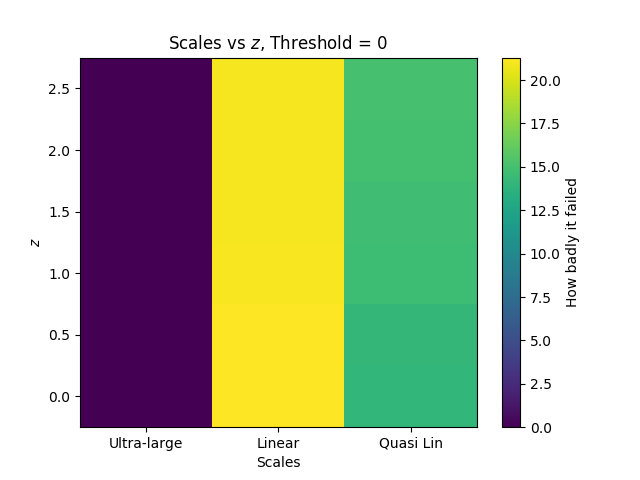 Scales vs z, Threshold = 0
2.5
2.0
1.5
1.0
0.5
0.0
z
Ultra-large
Linear
Quasi Lin
Scales
20.0
17.5
15.0
12.5
10.0
7.5
5.0
2.5
0.0
How badly it failed